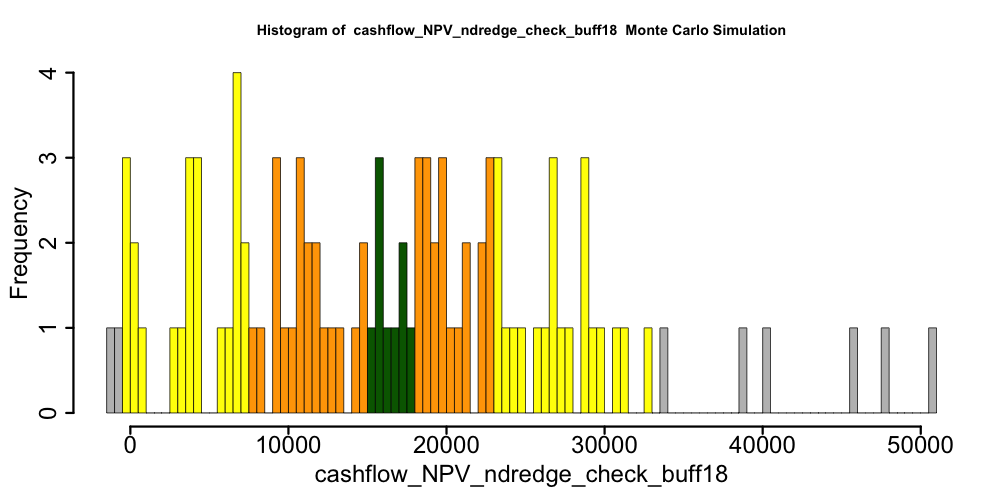 Histogram of cashflow_NPV_ndredge_check_buff18 Monte Carlo Simulation
4
3
2
1
0
Frequency
0 10000 20000 30000 40000 50000
cashflow_NPV_ndredge_check_buff18